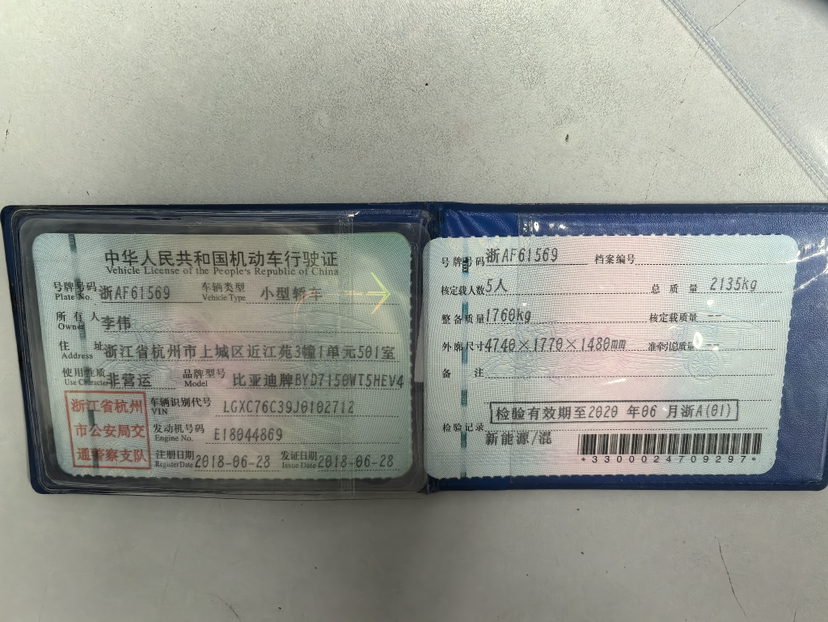 中华人民共和国机动车行驶证
Vehicle License of the People's Republic of China
号牌号码 浙AF61569 车辆类型 小型轿车
Plate No. Vehicle Type
所有人 李伟
Owner
住址 浙江省杭州市上城区近江苑3幢1单元501室
Address
使用性质 非营运 品牌型号 比亚迪牌BYD7150WT5HEV4
Use Character Model
浙江省杭州
市公安局交
通警察支队
车辆识别代号 LGXC76C39J0102712
VIN
发动机号码 E18044869
Engine No.
注册日期 2018-06-28 发证日期 2018-06-28
Register Date Issue Date
号牌号码 浙AF61569 档案编号
核定载人数 5人 总质量 2135kg
整备质量 1760kg 核定载质量 --
外廓尺寸 4740×1770×1480 准牵引总质量 --
备注
检验有效期至2020 年06 月浙A(01)
检验记录
新能源/混
*3300024709297*